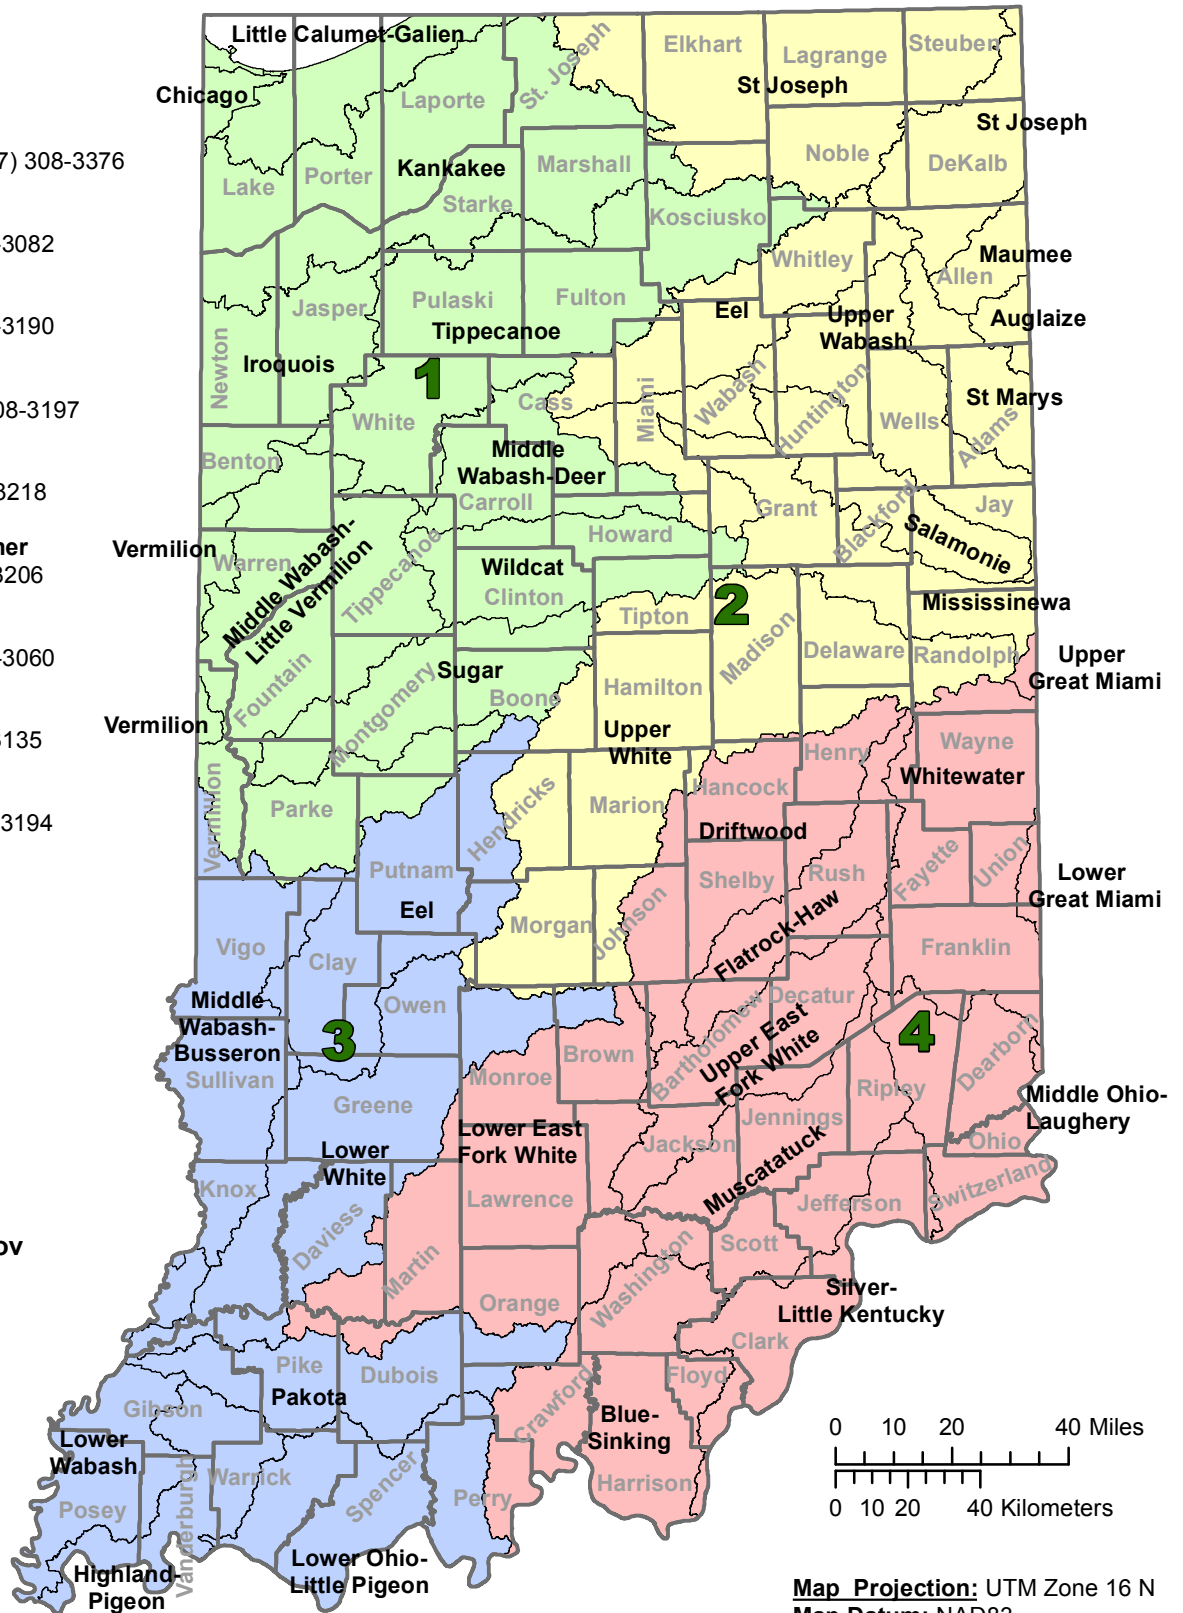 Little Calumet-Galien
Elkhart
Lagrange
Steuben
St. Joseph
St Joseph
Chicago
Laporte
St Joseph
7) 308-3376
Marshall
Noble
DeKalb
Kankakee
Porter
Lake
Starke
Kosciusko
-3082
Whitley
Maumee
Allen
Jasper
Pulaski
Fulton
Eel
Upper
Wabash
Auglaize
-3190
Tippecanoe
Newton
Iroquois
1
Cass
Miami
Wabash
Huntington
St Marys
08-3197
White
Wells
Adams
Benton
Middle
Wabash-Deer
3218
Carroll
Grant
Blackford
Jay
Salamonie
Howard
Vermilion
Warren
Middle Wabash-
Little Vermilion
Tippecanoe
ner
3206
Wildcat
Clinton
Tipton
2
Mississinewa
Madison
Delaware
Randolph
Upper
Great Miami
-3060
Sugar
Boone
Hamilton
Fountain
Montgomery
Vermilion
3135
Upper
White
Henry
Wayne
Whitewater
Hancock
Vermillion
Parke
Hendricks
Marion
Driftwood
-3194
Putnam
Shelby
Rush
Fayette
Union
Lower
Great Miami
Eel
Morgan
Johnson
Flatrock-Haw
Vigo
Clay
Franklin
Owen
Decatur
Middle
Wabash-
Busseron
3
Bartholomew
Upper East
Fork White
4
Dearborn
Sullivan
Brown
Monroe
Ripley
Greene
Middle Ohio-
Laughery
Jennings
Lower East
Fork White
Jackson
Ohio
Lower
White
Muscatatuck
Knox
Lawrence
Jefferson
Switzerland
Daviess
Martin
Washington
Scott
ov
Orange
Silver-
Little Kentucky
Clark
Pike
Dubois
Pakota
Crawford
Floyd
Gibson
Blue-
Sinking
Lower
Wabash
Warrick
Spencer
Perry
Harrison
Posey
Vanderburgh
Lower Ohio-
Little Pigeon
Highland-
Pigeon
0 10 20 40 Miles
0 10 20 40 Kilometers
Map Projection: UTM Zone 16 N
Map Datum: NAD83